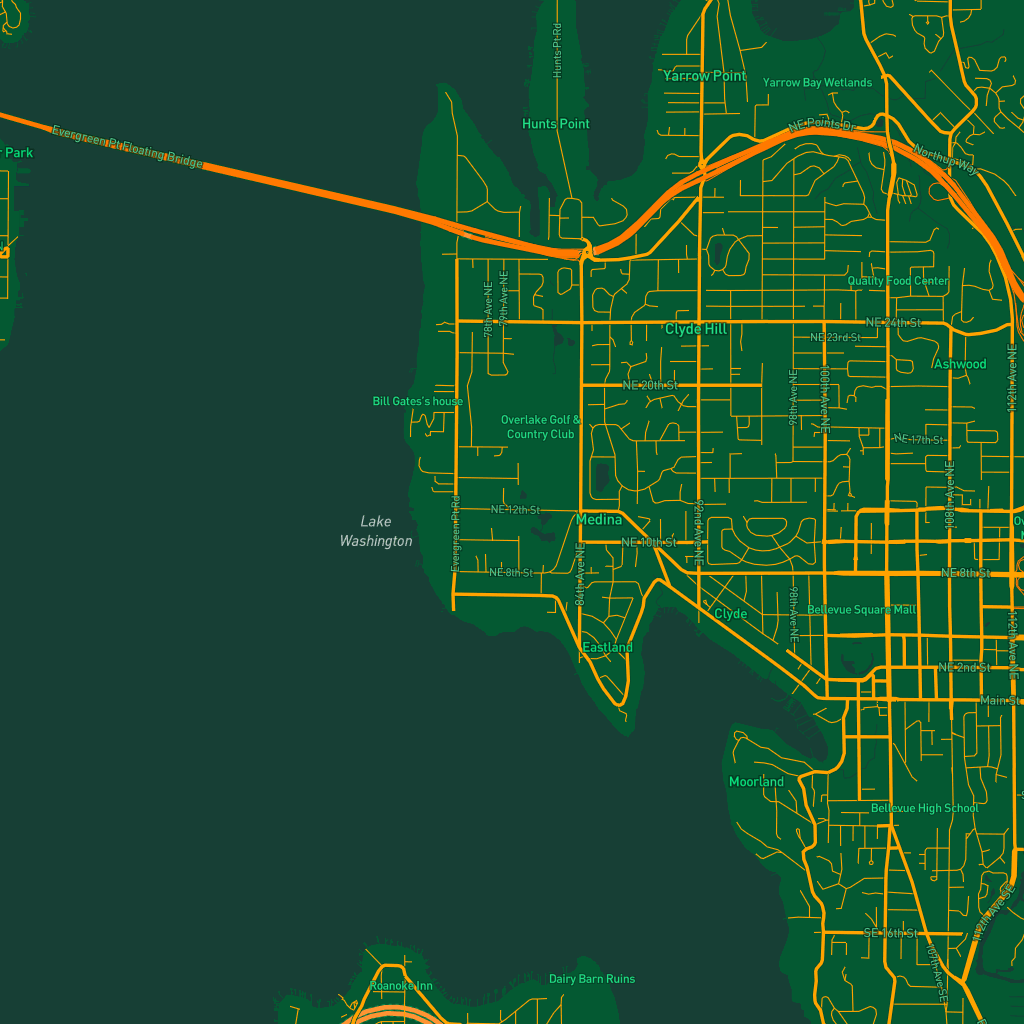 Hunts Pt Rd
Yarrow Point
Yarrow Bay Wetlands
Hunts Point
NE Points Dr
Evergreen Pt Floating Bridge
r Park
Northup Way
Quality Food Center
78th Ave NE
79th Ave NE
NE 24th St
Clyde Hill
NE 23rd St
Ashwood
112th Ave NE
NE 20th St
98th Ave NE
100th Ave NE
Bill Gates's house
Overlake Golf &
Country Club
NE 17th St
108th Ave NE
Evergreen Pt Rd
NE 12th St
Medina
92nd Ave NE
Lake
Washington
NE 10th St
84th Ave NE
NE 8th St
NE 8th St
98th Ave NE
Clyde
Bellevue Square Mall
112th Ave NE
Eastland
NE 2nd St
Main St
Moorland
Bellevue High School
112th Ave SE
SE 16th St
107th Ave SE
Roanoke Inn
Dairy Barn Ruins